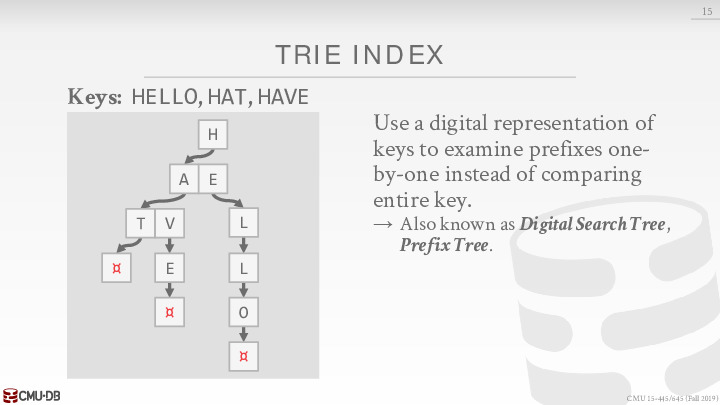 15
TRIE INDEX
Keys: HELLO, HAT, HAVE
H
A E
T V L
¤ E L
¤ O
¤
Use a digital representation of
keys to examine prefixes one-
by-one instead of comparing
entire key.
→ Also known as Digital Search Tree,
Prefix Tree.
CMU·DB
CMU 15-445/645 (Fall 2019)